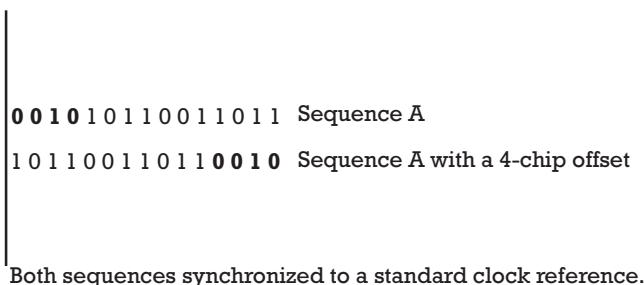 0 0 1 0 1 0 1 1 0 0 1 1 0 1 1 Sequence A
1 0 1 1 0 0 1 1 0 1 1 0 0 1 0 Sequence A with a 4-chip offset
Both sequences synchronized to a standard clock reference.